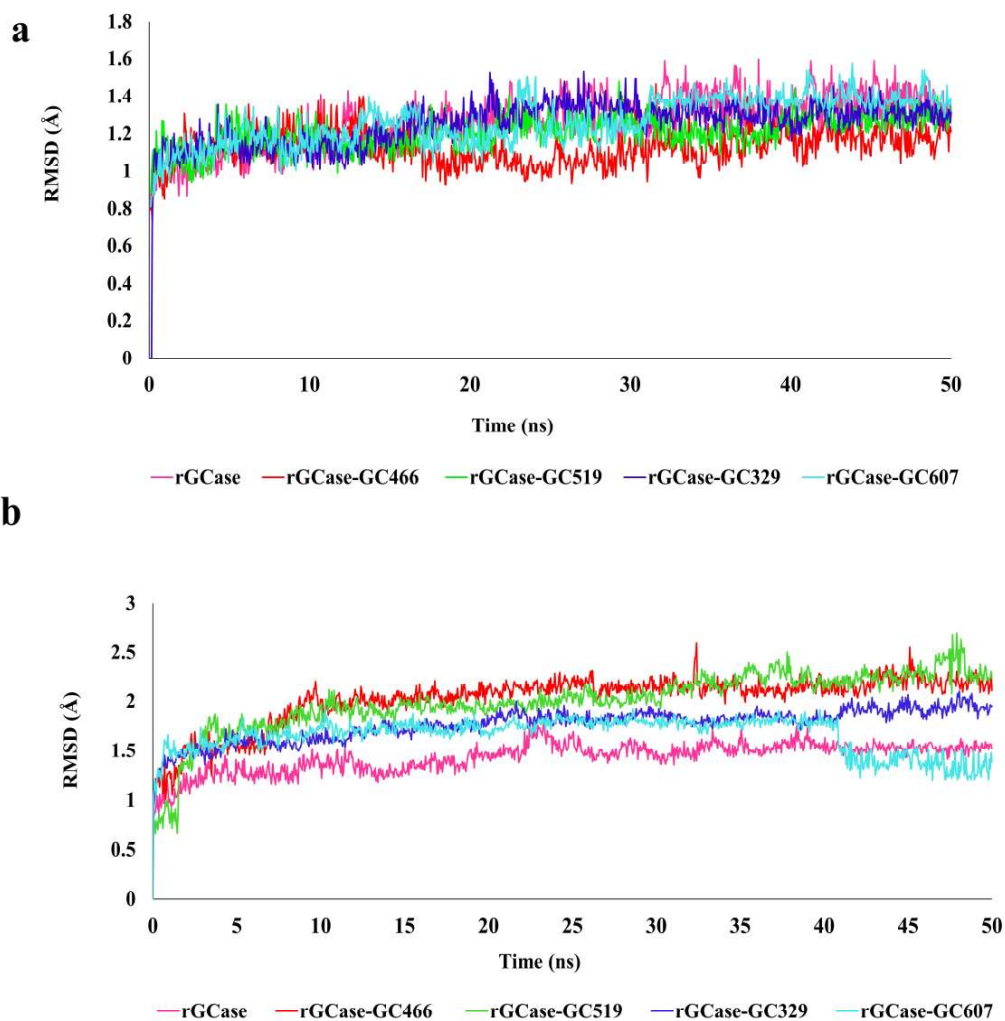 a
RMSD (Å)
1.8
1.6
1.4
1.2
1
0.8
0.6
0.4
0.2
0
0 10 20 30 40 50
Time (ns)
rGCase rGCase-GC466 rGCase-GC519 rGCase-GC329 rGCase-GC607
b
RMSD (Å)
3
2.5
2
1.5
1
0.5
0
0 5 10 15 20 25 30 35 40 45 50
Time (ns)
rGCase rGCase-GC466 rGCase-GC519 rGCase-GC329 rGCase-GC607